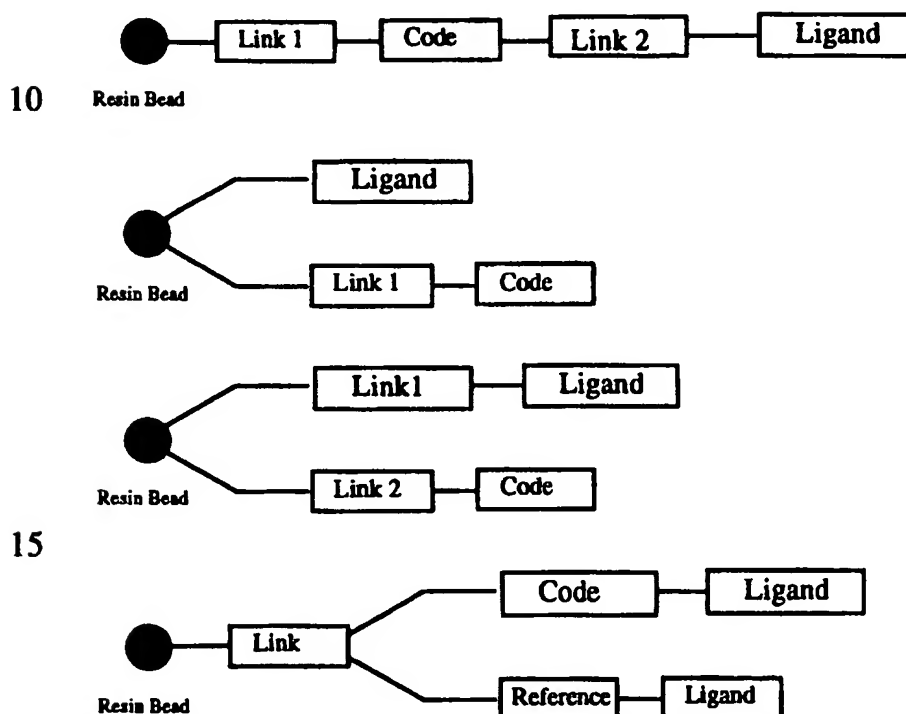 Link 1 Code Link 2 Ligand
10 Resin Bead
Ligand
Resin Bead
Link 1 Code
Link1 Ligand
Resin Bead
Link 2 Code
15
Code Ligand
Link
Resin Bead
Reference Ligand